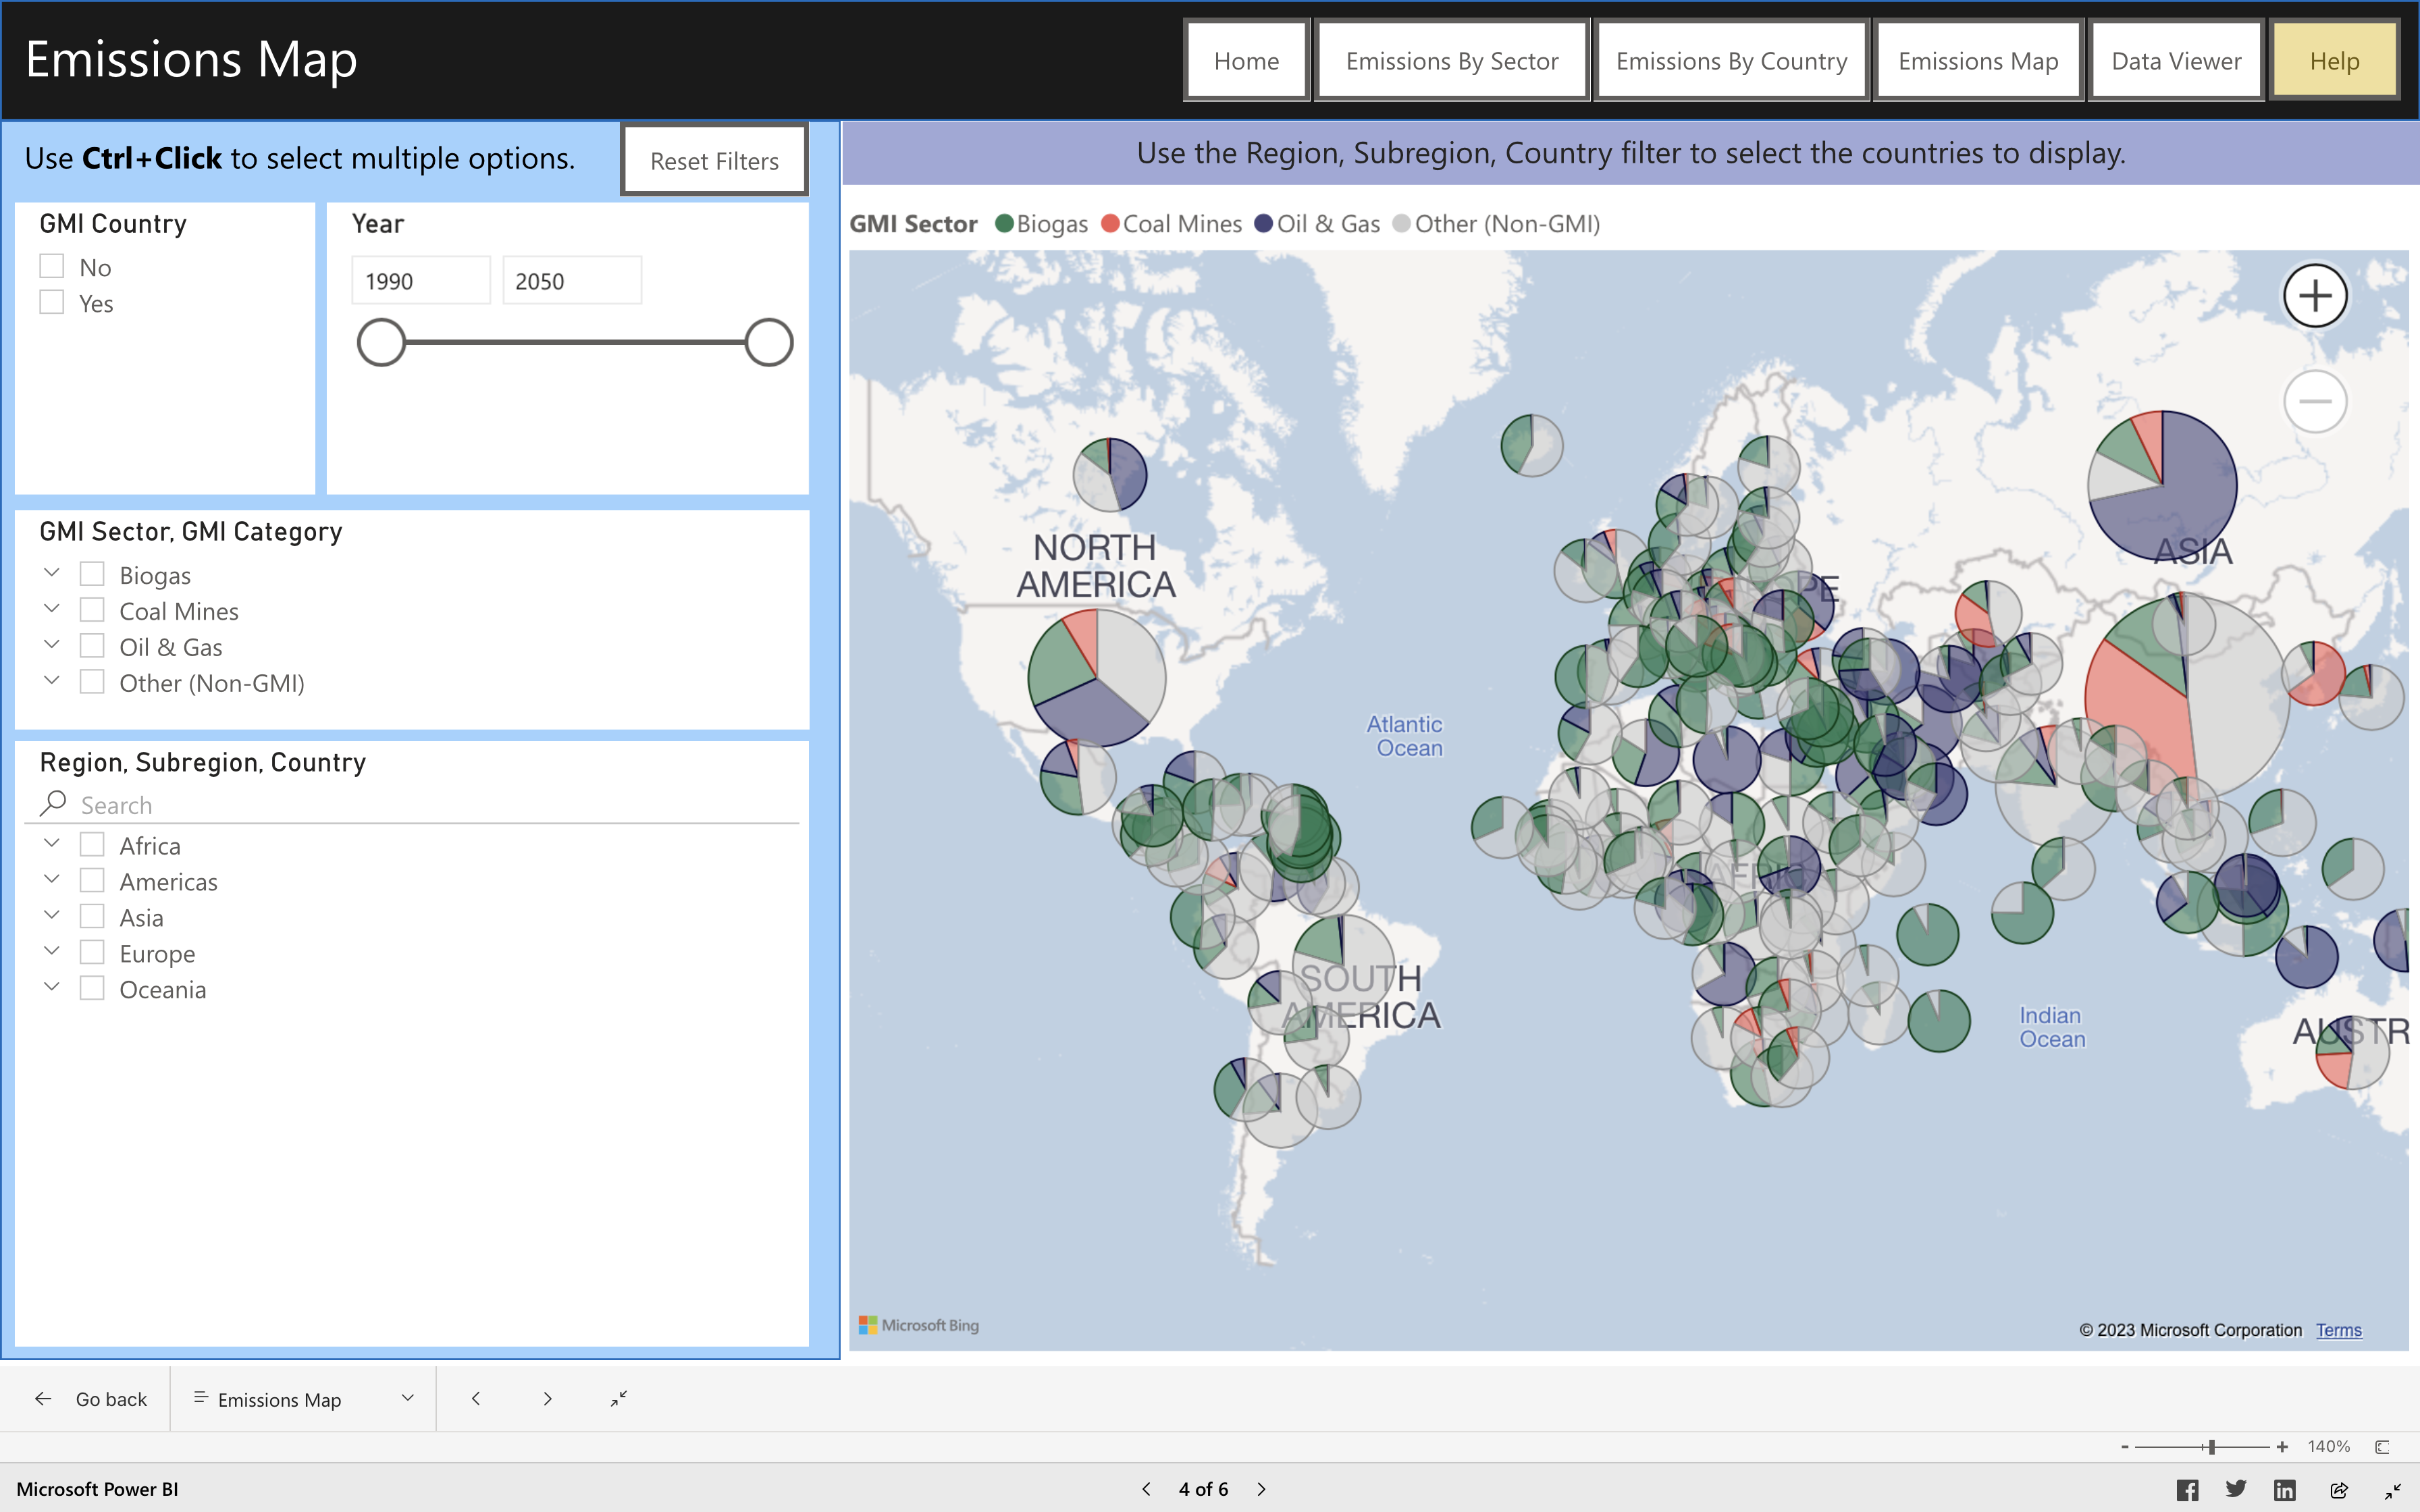 Emissions Map
Home
Emissions By Sector
Emissions By Country
Emissions Map
Data Viewer
Help
Use Ctrl+Click to select multiple options.
Reset Filters
GMI Country
No
Yes
Year
1990
2050
GMI Sector, GMI Category
Biogas
Coal Mines
Oil & Gas
Other (Non-GMI)
Region, Subregion, Country
Search
Africa
Americas
Asia
Europe
Oceania
Use the Region, Subregion, Country filter to select the countries to display.
GMI Sector Biogas Coal Mines Oil & Gas Other (Non-GMI)
NORTH
AMERICA
ASIA
PE
Atlantic
Ocean
SOUTH
AMERICA
Indian
Ocean
AUSTR
Microsoft Bing
© 2023 Microsoft Corporation Terms
Go back
Emissions Map
- + 140%
Microsoft Power BI
4 of 6